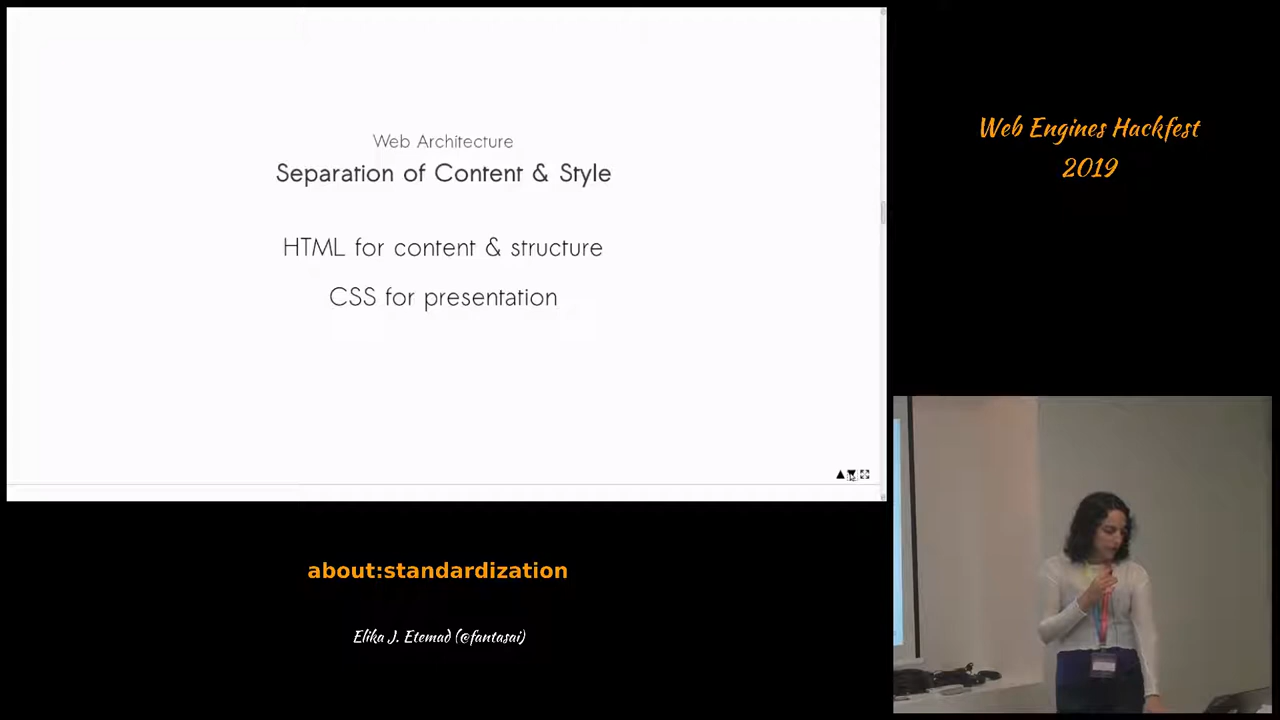 Web Architecture
Separation of Content & Style
HTML for content & structure
CSS for presentation
Web Engines Hackfest
2019
about:standardization
Elika J. Etemad (@fantasai)